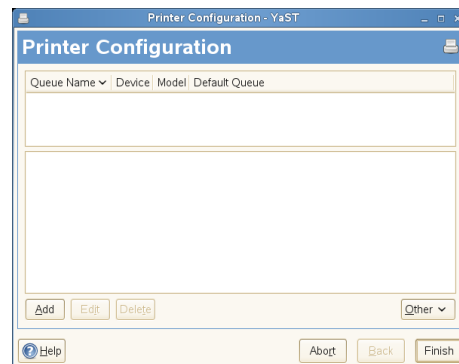 Printer Configuration - YaST
Printer Configuration
Queue Name Device Model Default Queue
Add Edit Delete Other
Help Abort Back Finish